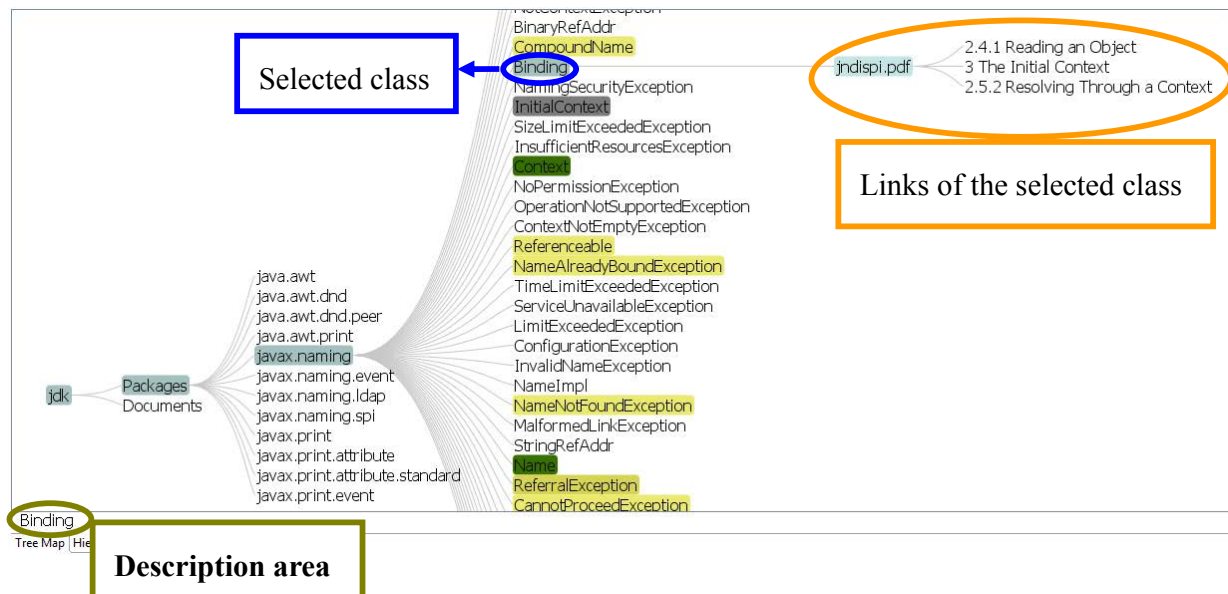 NotContextException
BinaryRefAddr
CompoundName
Binding
NamingSecurityException
InitialContext
SizeLimitExceededException
InsufficientResourcesException
Context
NoPermissionException
OperationNotSupportedException
ContextNotEmptyException
Referenceable
NameAlreadyBoundException
TimeLimitExceededException
ServiceUnavailableException
LimitExceededException
ConfigurationException
InvalidNameException
NameImpl
NameNotFoundException
MalformedLinkException
StringRefAddr
Name
ReferralException
CannotProceedException
Selected class
jndispi.pdf
2.4.1 Reading an Object
3 The Initial Context
2.5.2 Resolving Through a Context
Links of the selected class
jdk
Packages
Documents
java.awt
java.awt.dnd
java.awt.dnd.peer
java.awt.print
javax.naming
javax.naming.event
javax.naming.ldap
javax.naming.spi
javax.print
javax.print.attribute
javax.print.attribute.standard
javax.print.event
Binding
Tree Map Hie
Description area